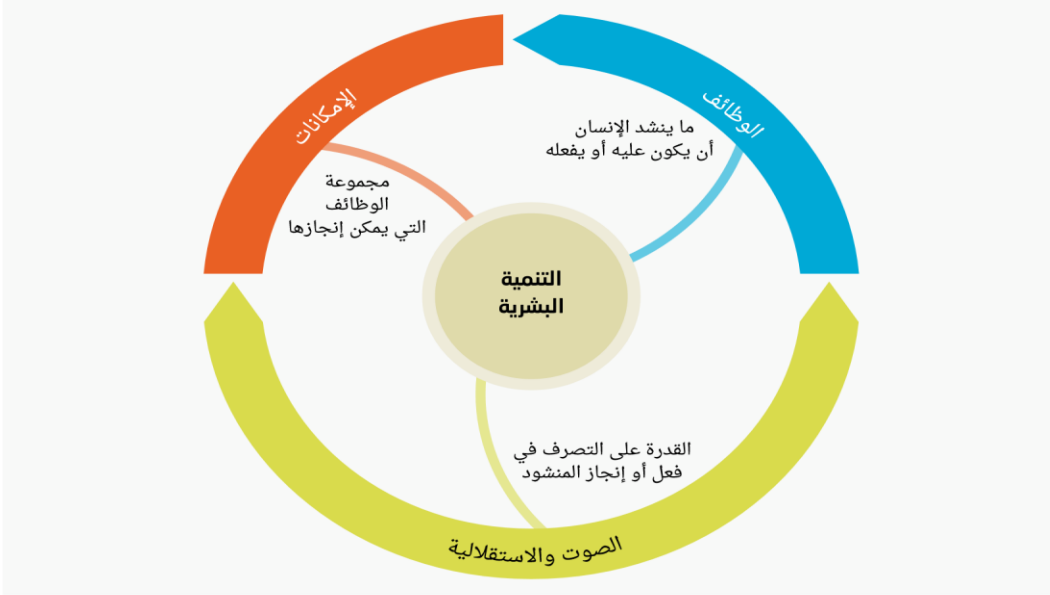 الوظائف
ما ينشد الإنسان
أن يكون عليه أو يفعله
الإمكانات
مجموعة
الوظائف
التي يمكن إنجازها
التنمية
البشرية
القدرة على التصرف في
فعل أو إنجاز المنشود
الصوت والاستقلالية